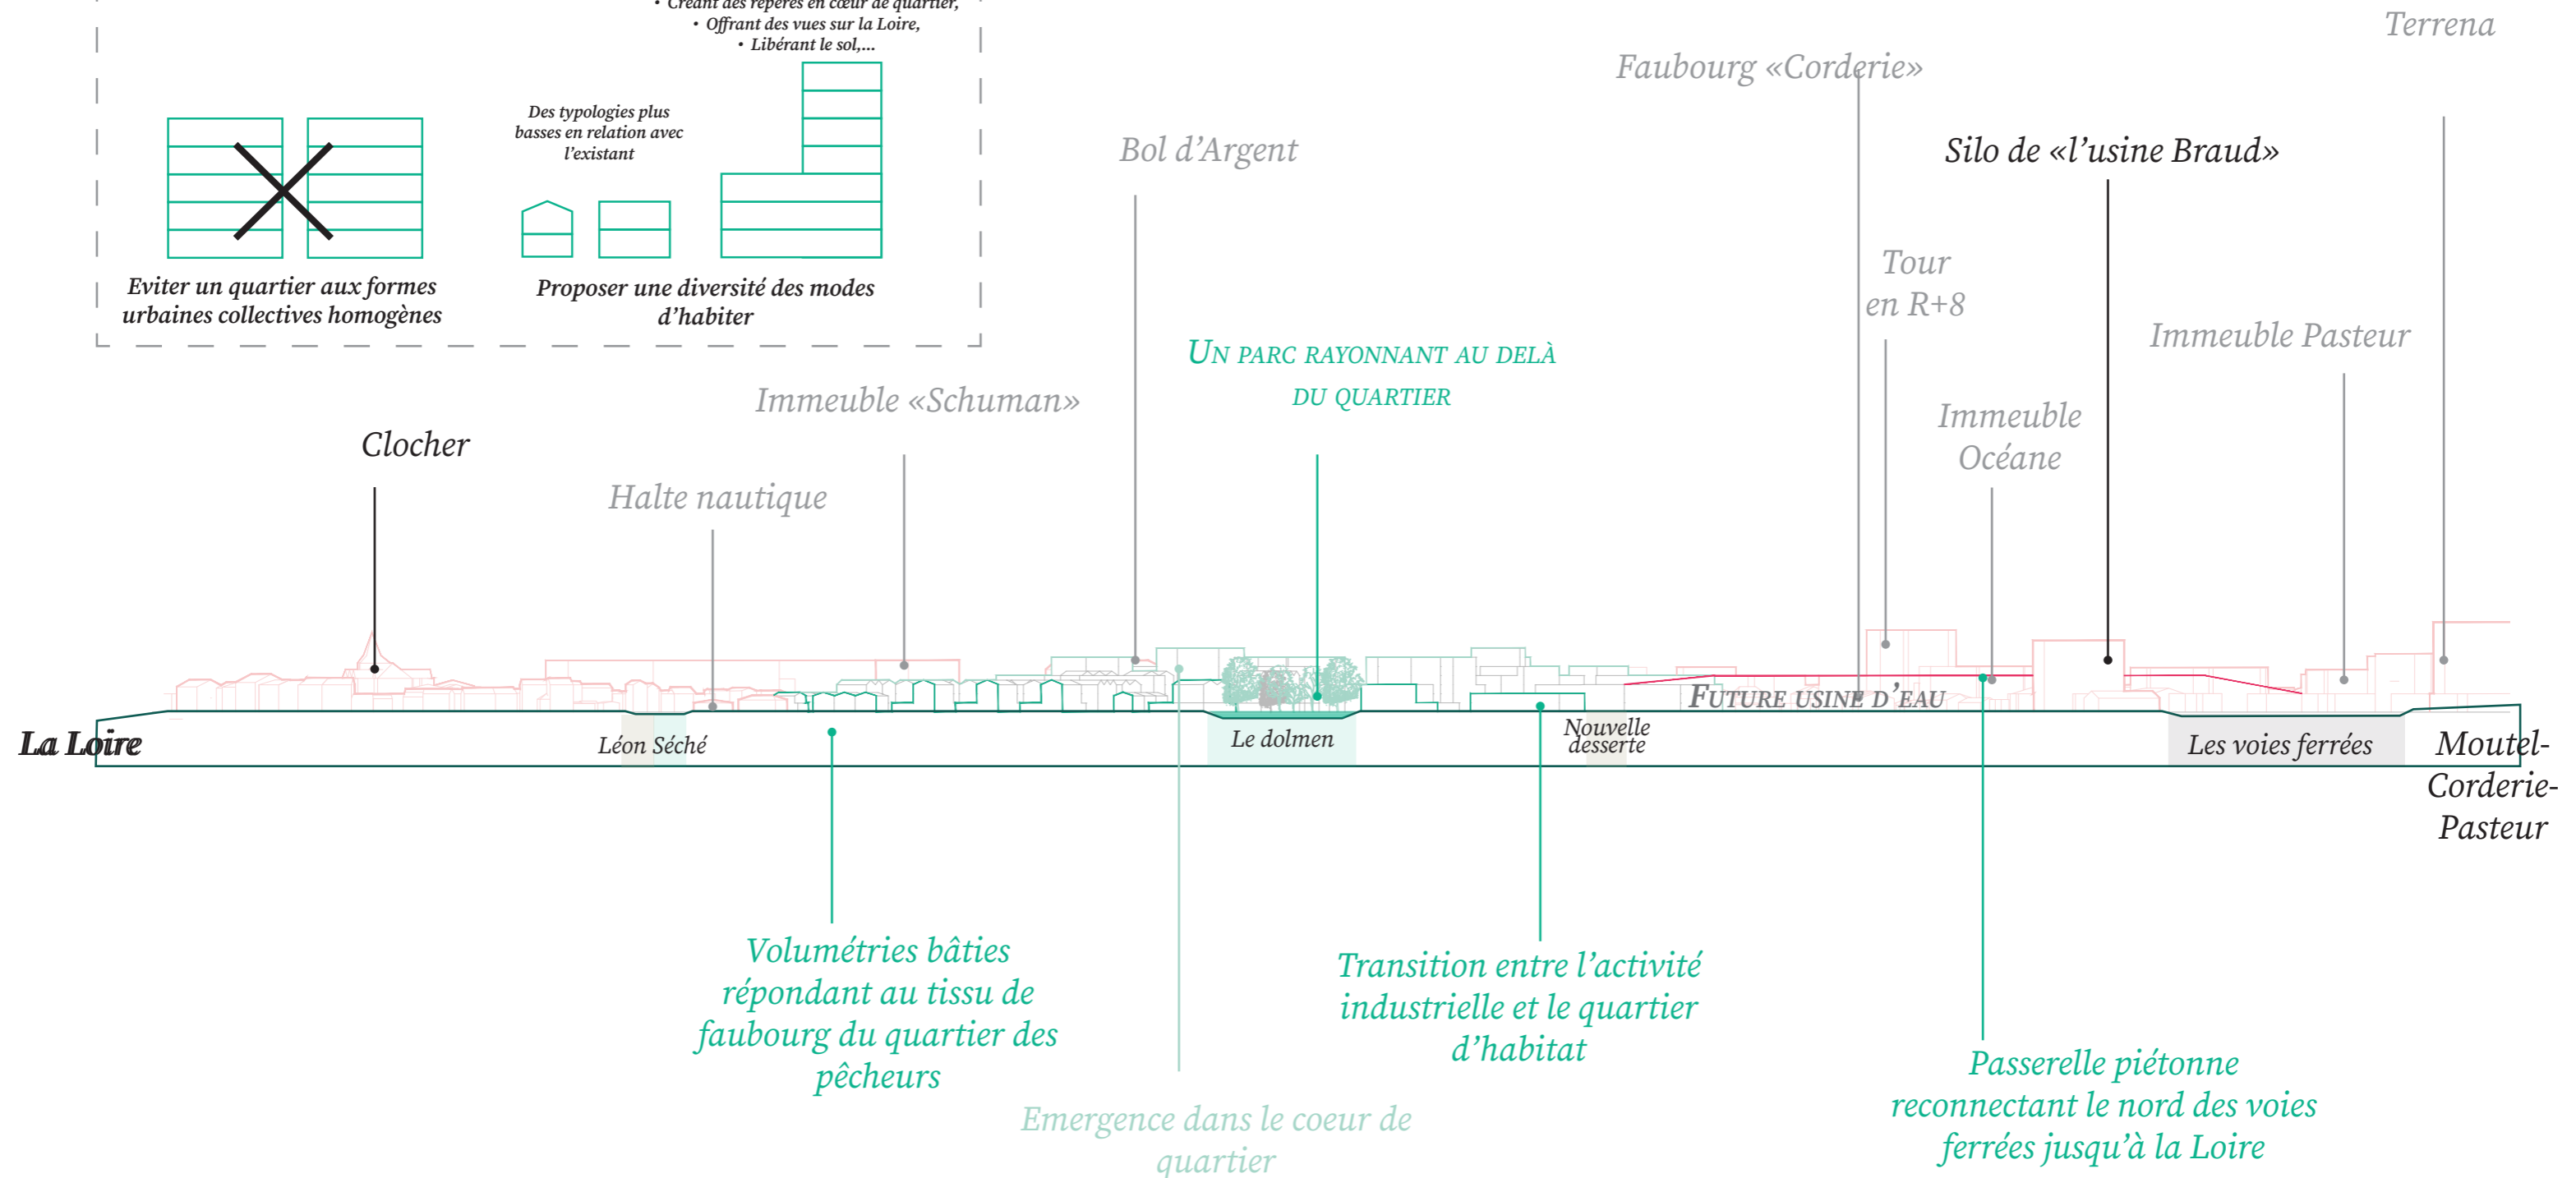 • Créant des repères en cœur de quartier,
• Offrant des vues sur la Loire,
• Libérant le sol,...
Des typologies plus
basses en relation avec
l’existant
Eviter un quartier aux formes
urbaines collectives homogènes
Proposer une diversité des modes
d’habiter
Terrena
Faubourg «Corderie»
Bol d’Argent
Silo de «l’usine Braud»
Tour
en R+8
Immeuble Pasteur
Un parc rayonnant au delà
du quartier
Immeuble «Schuman»
Immeuble
Océane
Clocher
Halte nautique
Future usine d’eau
La Loire
Léon Séché
Le dolmen
Nouvelle
desserte
Les voies ferrées
Moutel-
Corderie-
Pasteur
Volumétries bâties
répondant au tissu de
faubourg du quartier des
pêcheurs
Emergence dans le coeur de
quartier
Transition entre l’activité
industrielle et le quartier
d’habitat
Passerelle piétonne
reconnectant le nord des voies
ferrées jusqu’à la Loire